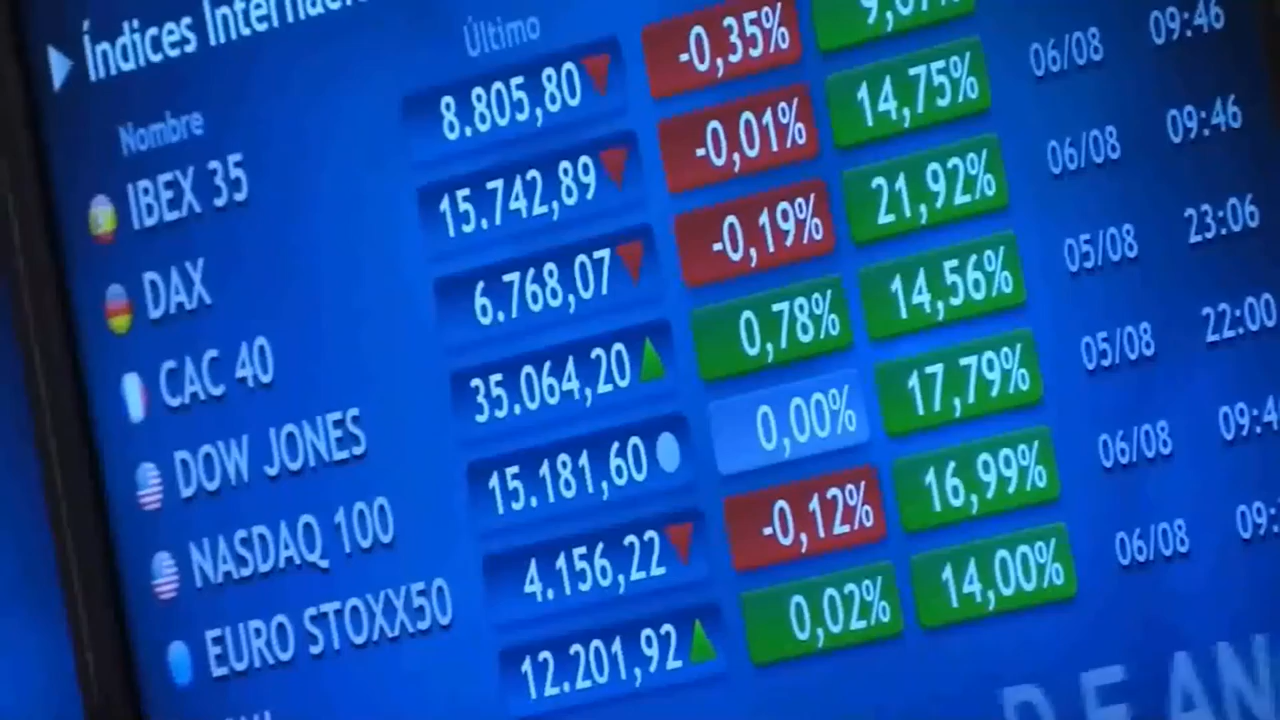 Índices
Nombre Último
IBEX 35 8.805,80 -0,35%
DAX 15.742,89 -0,01% 14,75% 06/08 09:46
CAC 40 6.768,07 -0,19% 21,92% 06/08 09:46
DOW JONES 35.064,20 0,78% 14,56% 05/08 23:06
NASDAQ 100 15.181,60 0,00% 17,79% 05/08 22:00
EURO STOXX50 4.156,22 -0,12% 16,99% 06/08 09:4
12.201,92 0,02% 14,00% 06/08 09: